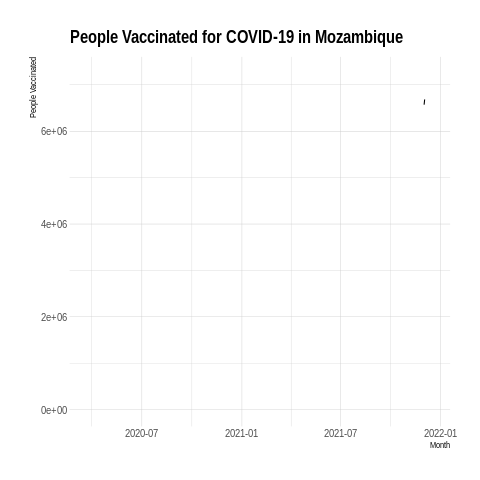 People Vaccinated for COVID-19 in Mozambique
People Vaccinated
6e+06
4e+06
2e+06
0e+00
2020-07 2021-01 2021-07 2022-01
Month